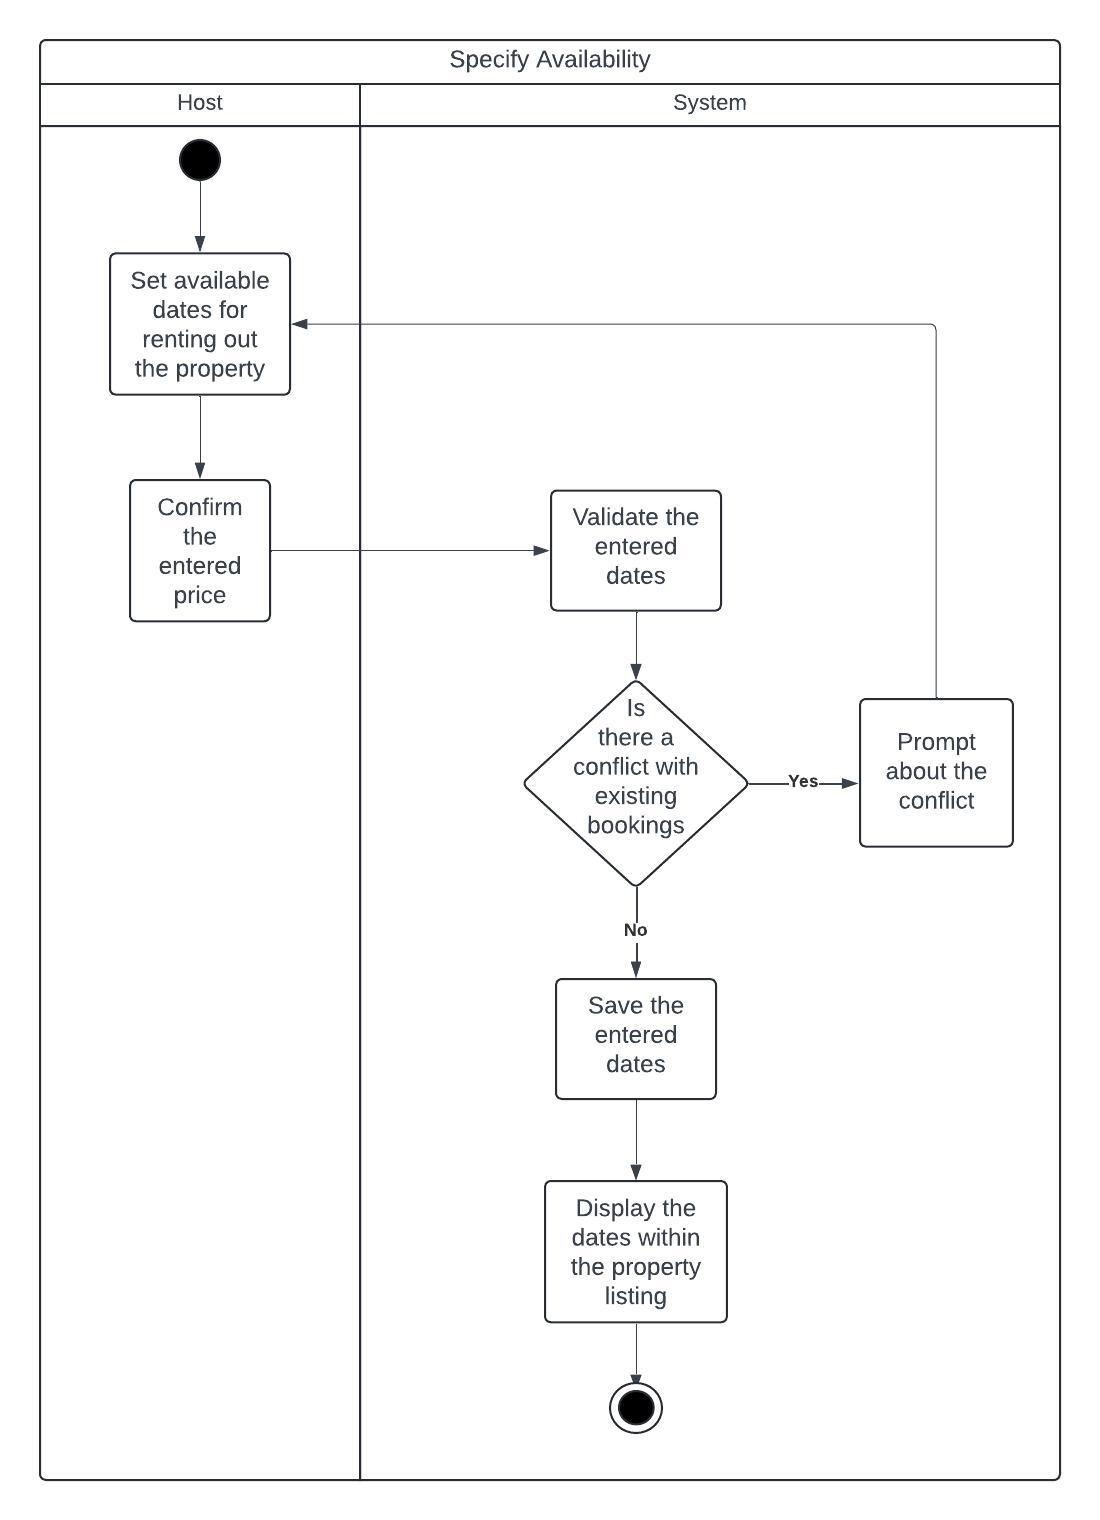 Specify Availability
Host
System
Set available
dates for
renting out
the property
Confirm
the
entered
price
Validate the
entered
dates
Is
there a
conflict with
existing
bookings
Yes
Prompt
about the
conflict
No
Save the
entered
dates
Display the
dates within
the property
listing